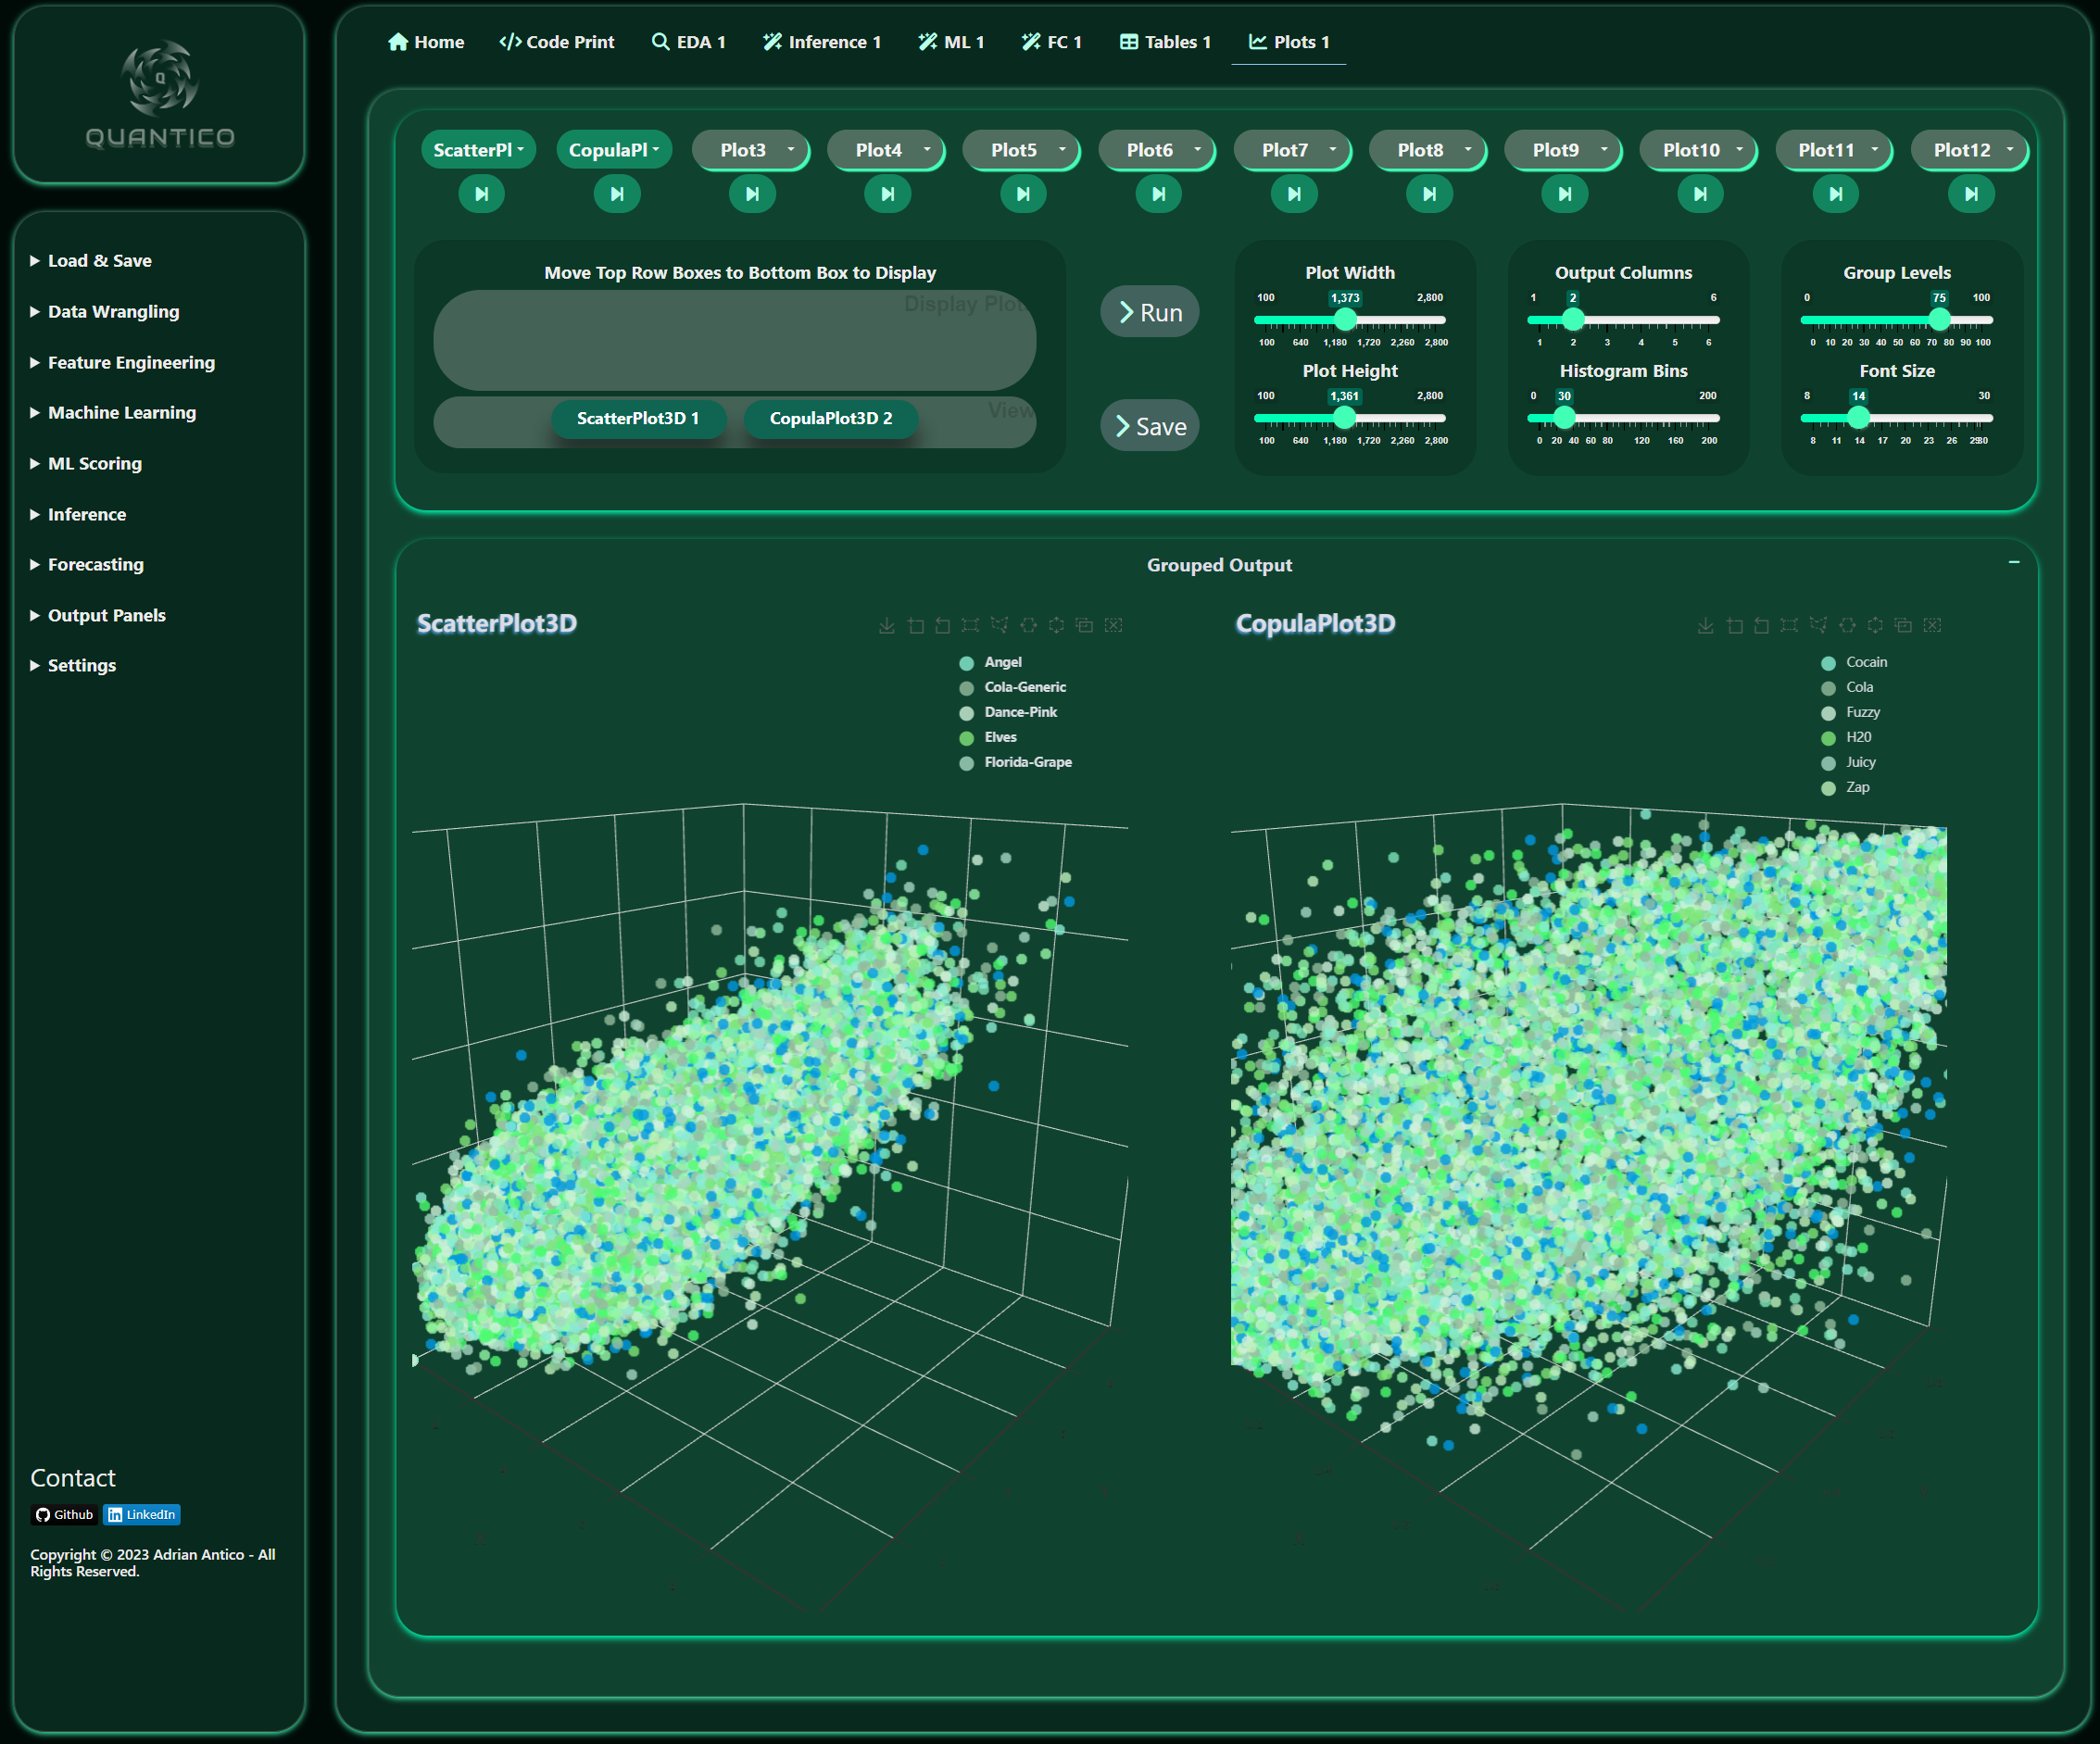 QUANTICO
Load & Save
Data Wrangling
Feature Engineering
Machine Learning
ML Scoring
Inference
Forecasting
Output Panels
Settings
Contact
Github LinkedIn
Copyright © 2023 Adrian Antico - All
Rights Reserved.
Home Code Print EDA 1 Inference 1 ML 1 FC 1 Tables 1 Plots 1
ScatterPl CopulaPl Plot3 Plot4 Plot5 Plot6 Plot7 Plot8 Plot9 Plot10 Plot11 Plot12
Move Top Row Boxes to Bottom Box to Display
Display Plot
View
ScatterPlot3D 1 CopulaPlot3D 2
Run
Save
Plot Width
100 1,373 2,800
100 640 1,180 1,720 2,260 2,800
Plot Height
100 1,361 2,800
100 640 1,180 1,720 2,260 2,800
Output Columns
1 2 6
1 2 3 4 5 6
Histogram Bins
0 30 200
0 20 40 60 80 120 160 200
Group Levels
0 75 100
0 10 20 30 40 50 60 70 80 90 100
Font Size
8 14 30
8 11 14 17 20 23 26 29 30
Grouped Output
ScatterPlot3D
Angel
Cola-Generic
Dance-Pink
Elves
Florida-Grape
CopulaPlot3D
Cocain
Cola
Fuzzy
H20
Juicy
Zap